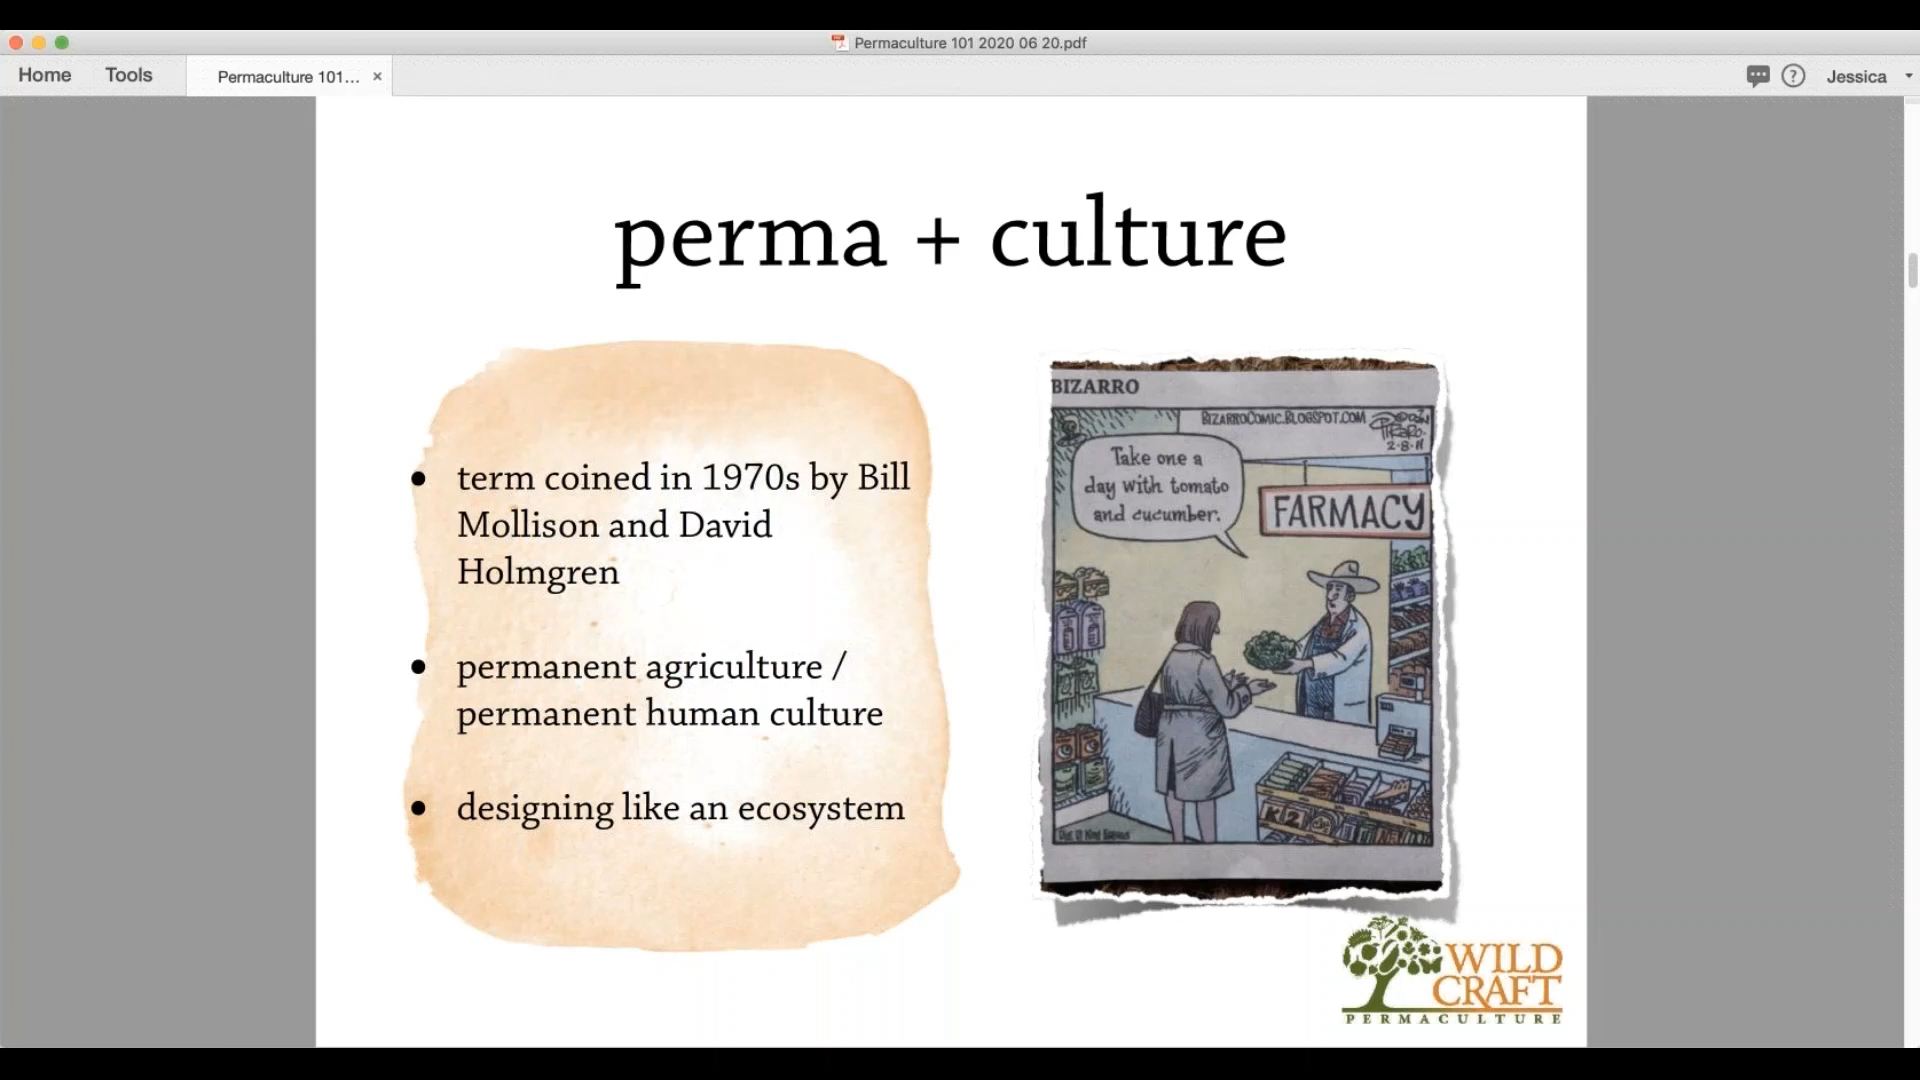 Permaculture 101 2020 06 20.pdf
Home Tools Permaculture 101... × ? Jessica
perma + culture
• term coined in 1970s by Bill
Mollison and David
Holmgren
• permanent agriculture /
permanent human culture
• designing like an ecosystem
BIZARRO
BIZARROCOMIC.BLOGSPOT.COM
2-8-11
Take one a
day with tomato
and cucumber.
FARMACY
K2
WILD
CRAFT
PERMACULTURE